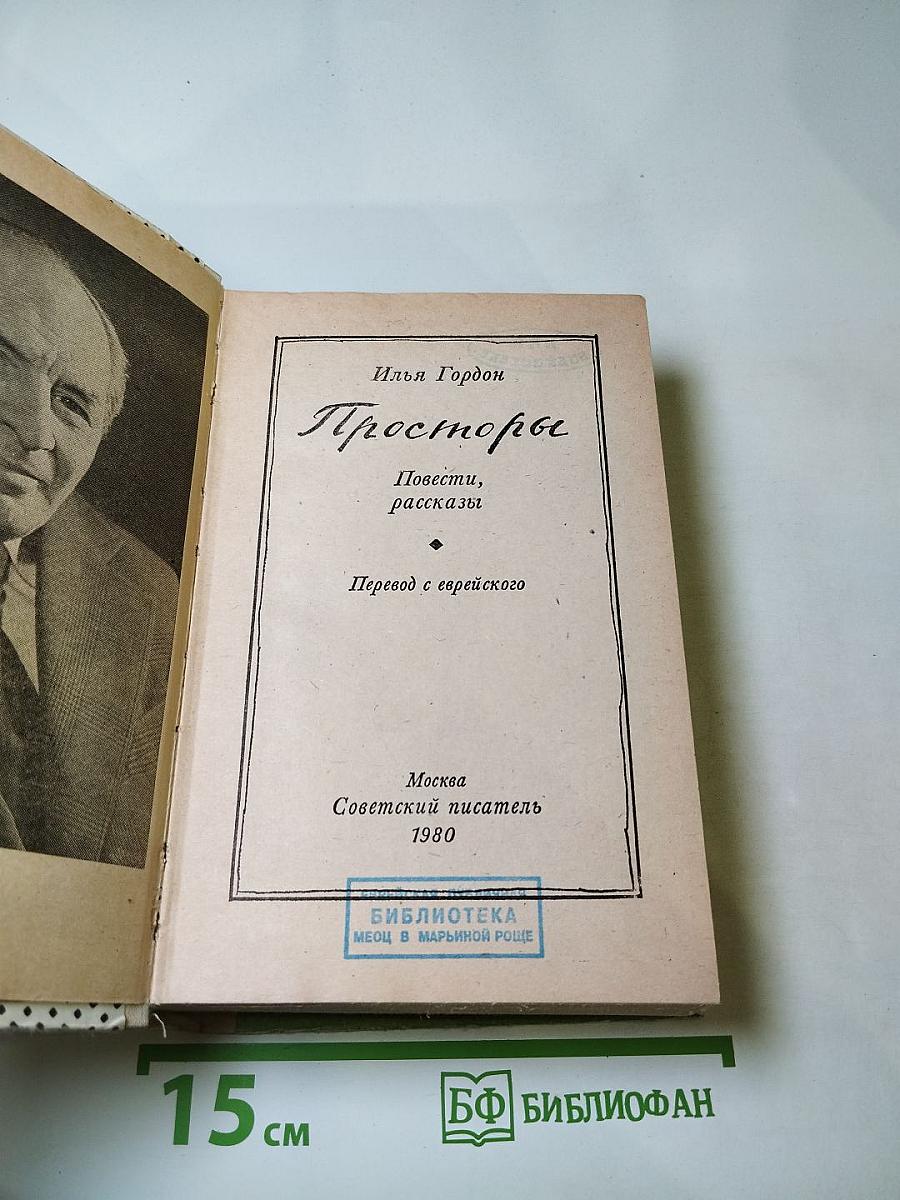 Илья Гордон
Просторы
Повести,
рассказы
Перевод с еврейского
Москва
Советский писатель
1980
БИБЛИОТЕКА
МЕОЦ В МАРЬИНОЙ РОЩЕ
15 см
БФ БИБЛИОФАН